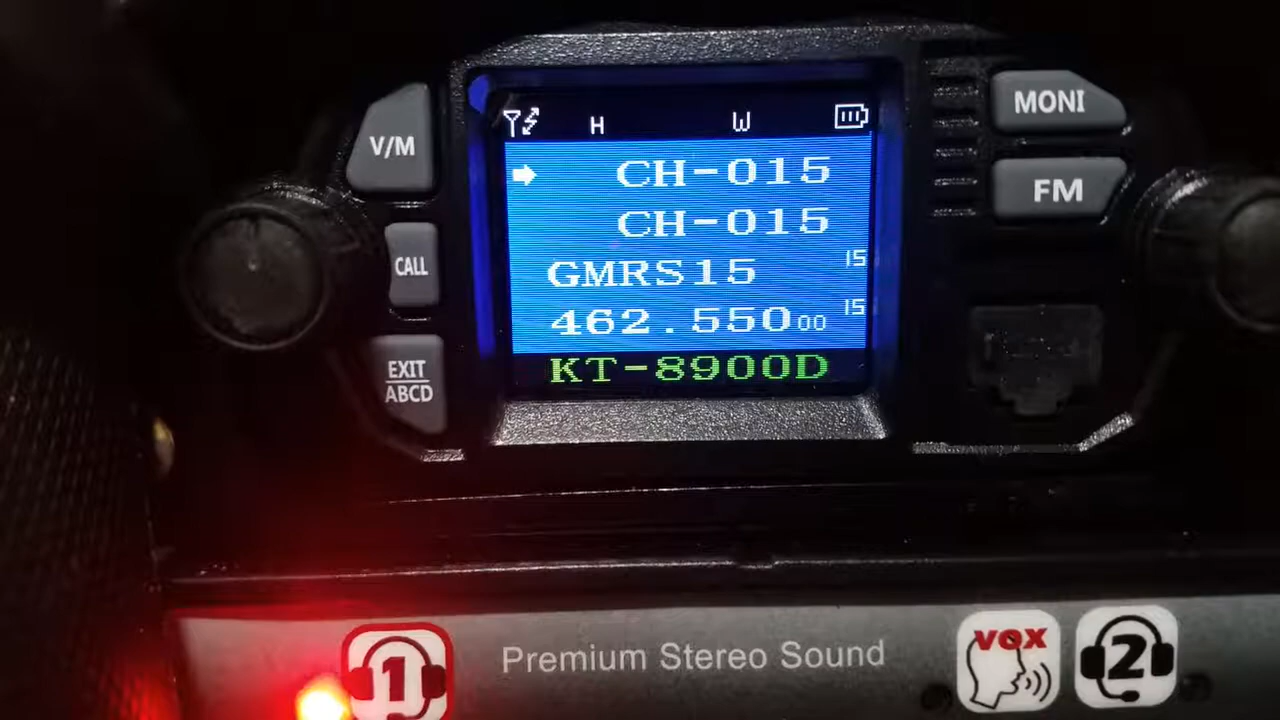 H W
V/M
CH-015
CH-015
GMRS15 15
462.55000 15
KT-8900D
CALL
EXIT
ABCD
MONI
FM
1
Premium Stereo Sound
VOX
2